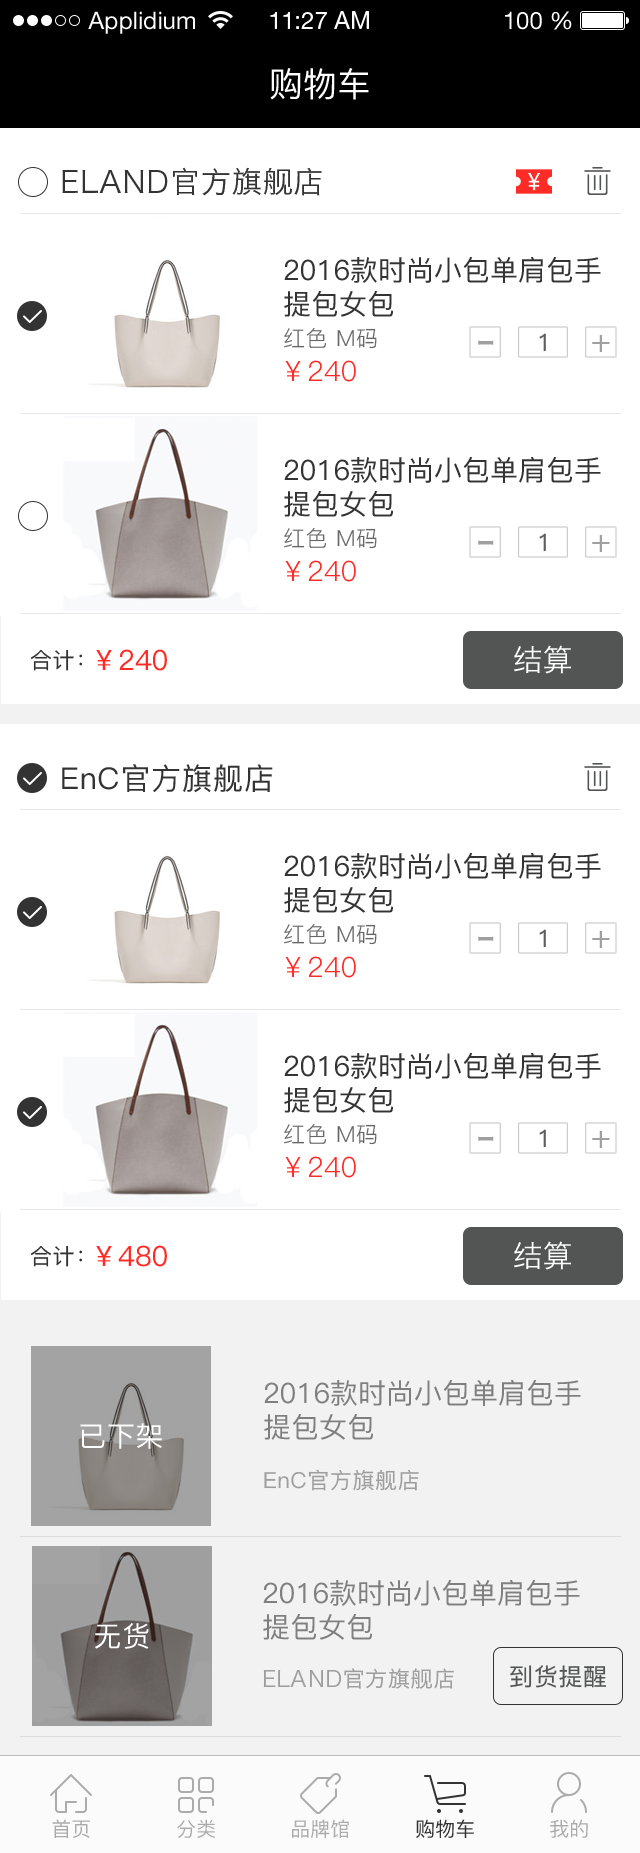 Applidium 11:27 AM 100 %
购物车
ELAND官方旗舰店 ¥
2016款时尚小包单肩包手
提包女包
红色 M码
¥ 240
1
2016款时尚小包单肩包手
提包女包
红色 M码
¥ 240
1
合计：¥ 240
结算
EnC官方旗舰店
2016款时尚小包单肩包手
提包女包
红色 M码
¥ 240
1
2016款时尚小包单肩包手
提包女包
红色 M码
¥ 240
1
合计：¥ 480
结算
已下架
2016款时尚小包单肩包手
提包女包
EnC官方旗舰店
无货
2016款时尚小包单肩包手
提包女包
ELAND官方旗舰店
到货提醒
首页 分类 品牌馆 购物车 我的